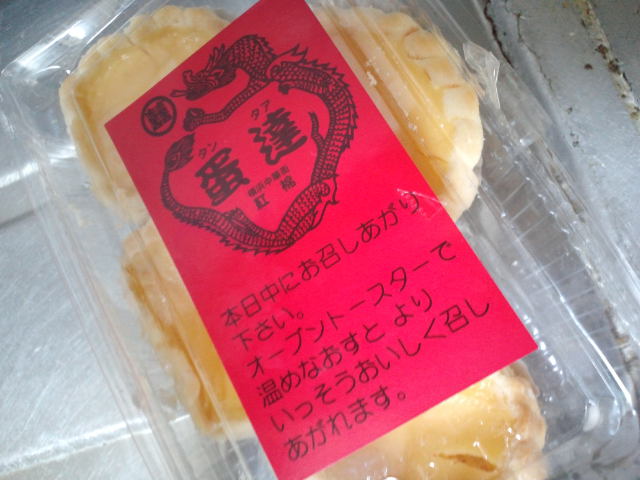 タン タア
蛋達
横浜中華街
紅棉
本日中にお召しあがり
下さい。
オーブントースターで
温めなおすと より
いっそうおいしく召し
あがれます。